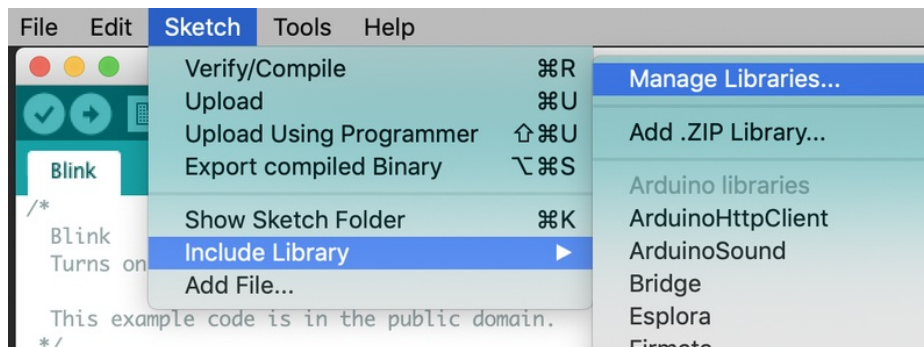 File Edit Sketch Tools Help
Verify/Compile ⌘R
Upload ⌘U
Upload Using Programmer ⇧⌘U
Export compiled Binary ⌥⌘S
Show Sketch Folder ⌘K
Include Library
Add File...
Manage Libraries...
Add .ZIP Library...
Arduino libraries
ArduinoHttpClient
ArduinoSound
Bridge
Esplora
Blink
/*
Blink
Turns on
This example code is in the public domain.
*/